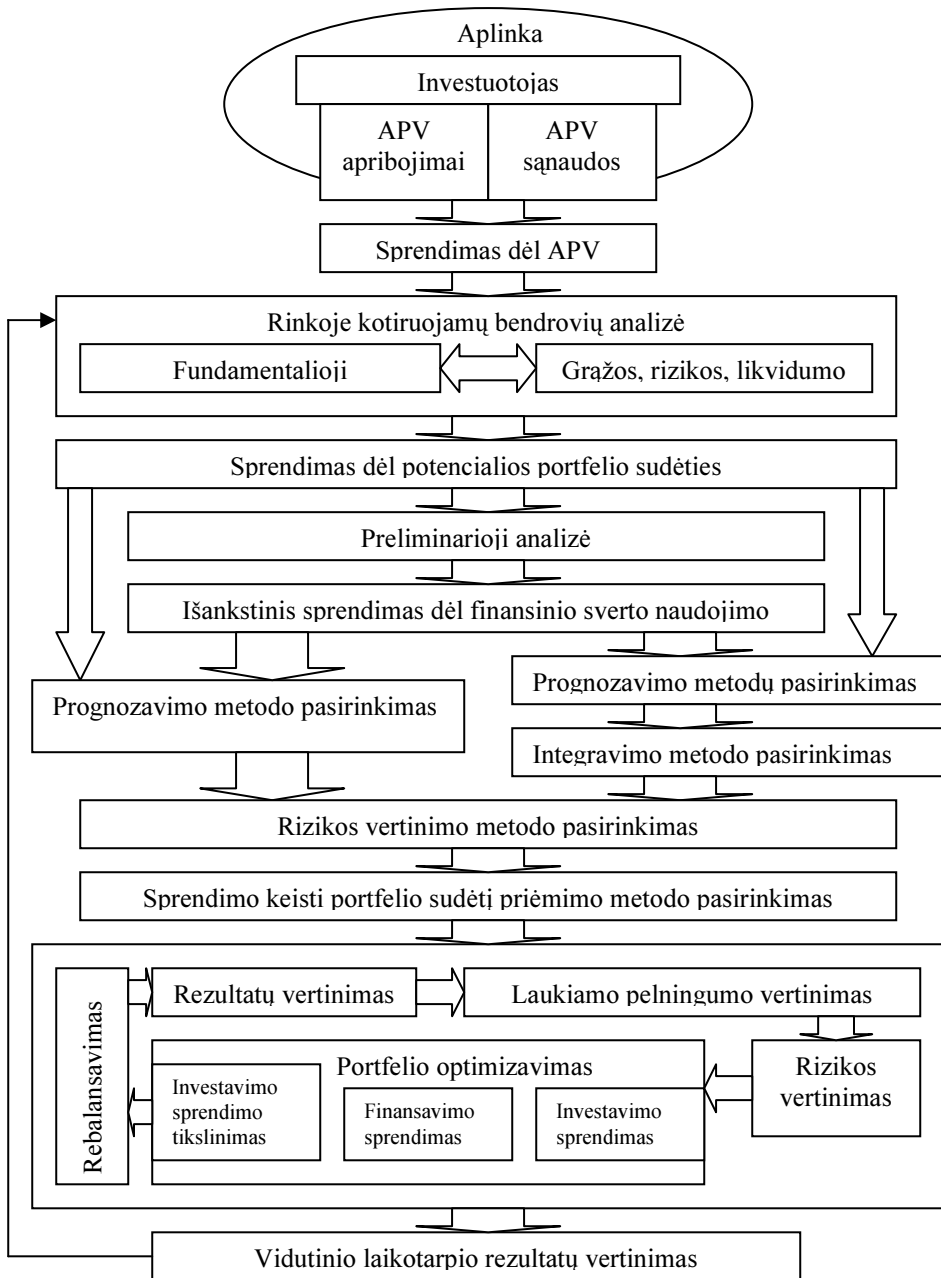 Aplinka
Investuotojas
APV
apribojimai
APV
sąnaudos
Sprendimas dėl APV
Rinkoje kotiruojamų bendrovių analizė
Fundamentalioji
Grąžos, rizikos, likvidumo
Sprendimas dėl potencialios portfelio sudėties
Preliminarioji analizė
Išankstinis sprendimas dėl finansinio sverto naudojimo
Prognozavimo metodo pasirinkimas
Prognozavimo metodų pasirinkimas
Integravimo metodo pasirinkimas
Rizikos vertinimo metodo pasirinkimas
Sprendimo keisti portfelio sudėtį priėmimo metodo pasirinkimas
Rebalansavimas
Rezultatų vertinimas
Laukiamo pelningumo vertinimas
Portfelio optimizavimas
Investavimo
sprendimo
tikslinimas
Finansavimo
sprendimas
Investavimo
sprendimas
Rizikos
vertinimas
Vidutinio laikotarpio rezultatų vertinimas